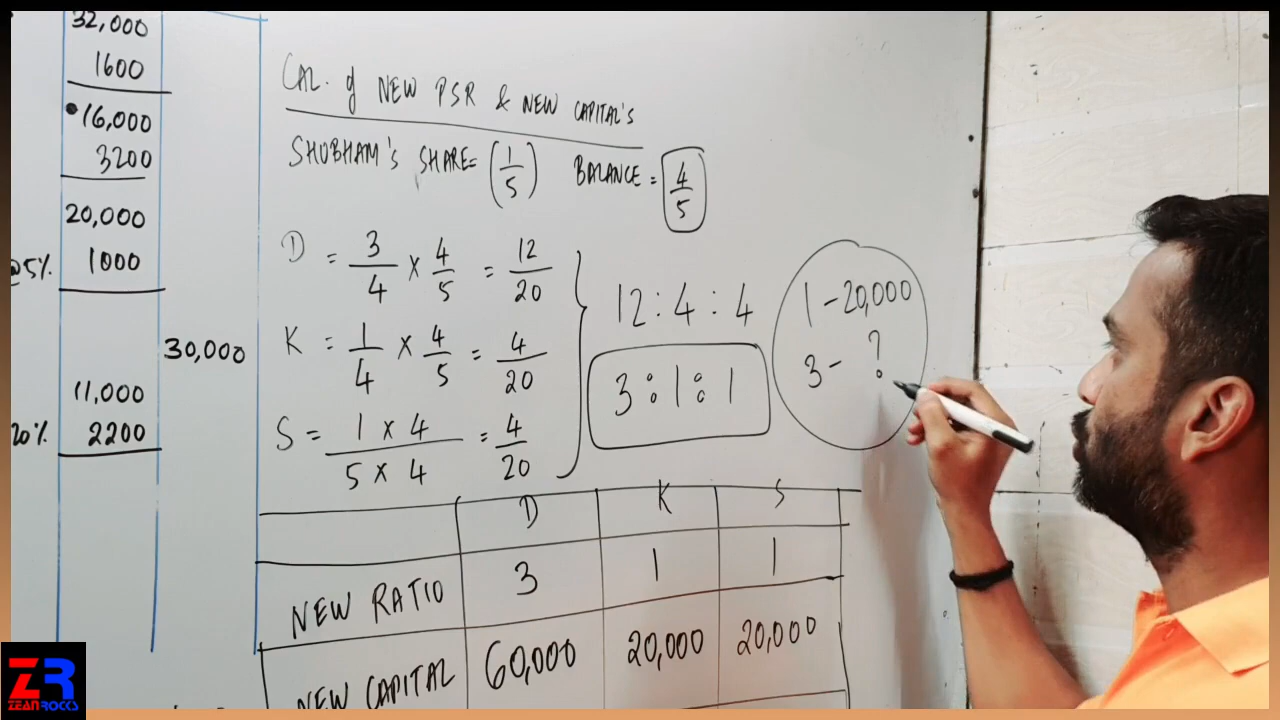 32,000
1600
16,000
3200
20,000
@5% 1000
30,000
11,000
20% 2200
CAL. of NEW PSR & NEW CAPITAL'S
SHUBHAM'S SHARE= (1/5) BALANCE = 4/5
D = 3/4 × 4/5 = 12/20
K = 1/4 × 4/5 = 4/20
S = 1 × 4 / 5 × 4 = 4/20
12 : 4 : 4
3 : 1 : 1
1 - 20,000
3 - ?
D K S
NEW RATIO 3 1 1
NEW CAPITAL 60,000 20,000 20,000
ZR
ZEAN ROCKS